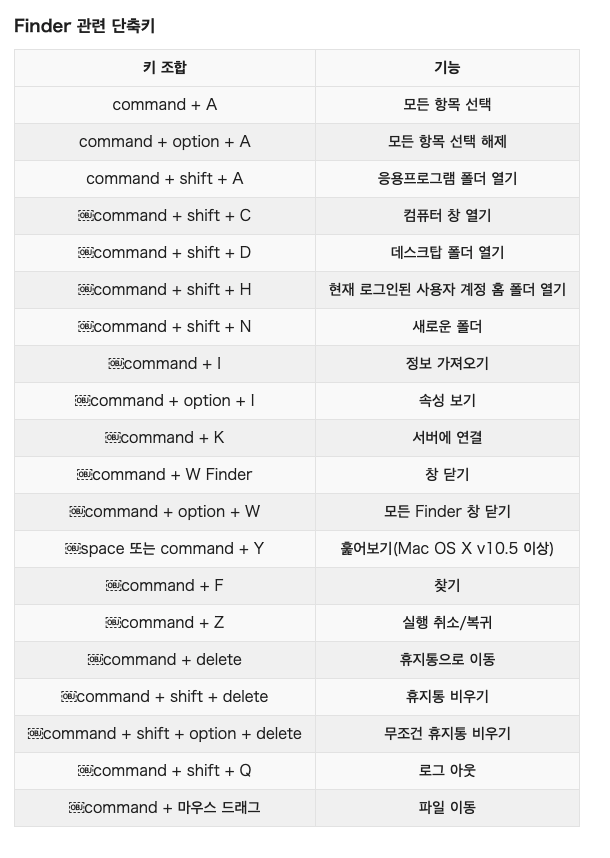 Finder 관련 단축키
키 조합 기능
command + A 모든 항목 선택
command + option + A 모든 항목 선택 해제
command + shift + A 응용프로그램 폴더 열기
￼command + shift + C 컴퓨터 창 열기
￼command + shift + D 데스크탑 폴더 열기
￼command + shift + H 현재 로그인된 사용자 계정 홈 폴더 열기
￼command + shift + N 새로운 폴더
￼command + I 정보 가져오기
￼command + option + I 속성 보기
￼command + K 서버에 연결
￼command + W Finder 창 닫기
￼command + option + W 모든 Finder 창 닫기
￼space 또는 command + Y 훑어보기(Mac OS X v10.5 이상)
￼command + F 찾기
￼command + Z 실행 취소/복귀
￼command + delete 휴지통으로 이동
￼command + shift + delete 휴지통 비우기
￼command + shift + option + delete 무조건 휴지통 비우기
￼command + shift + Q 로그 아웃
￼command + 마우스 드래그 파일 이동